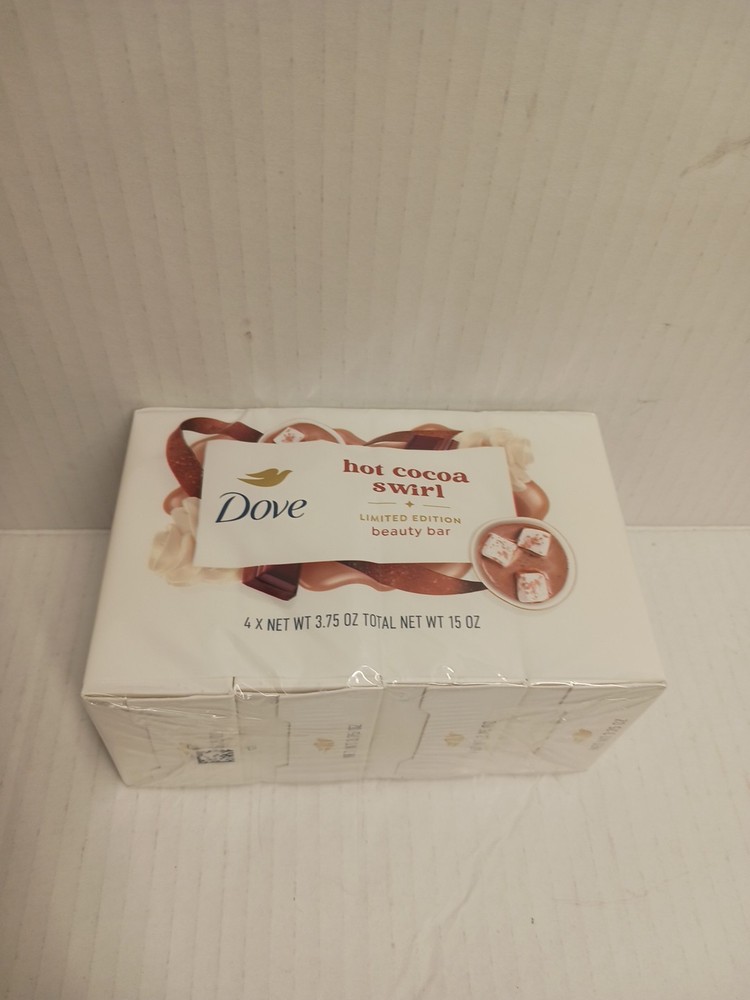 Dove
hot cocoa
swirl
LIMITED EDITION
beauty bar
4 X NET WT 3.75 OZ TOTAL NET WT 15 OZ